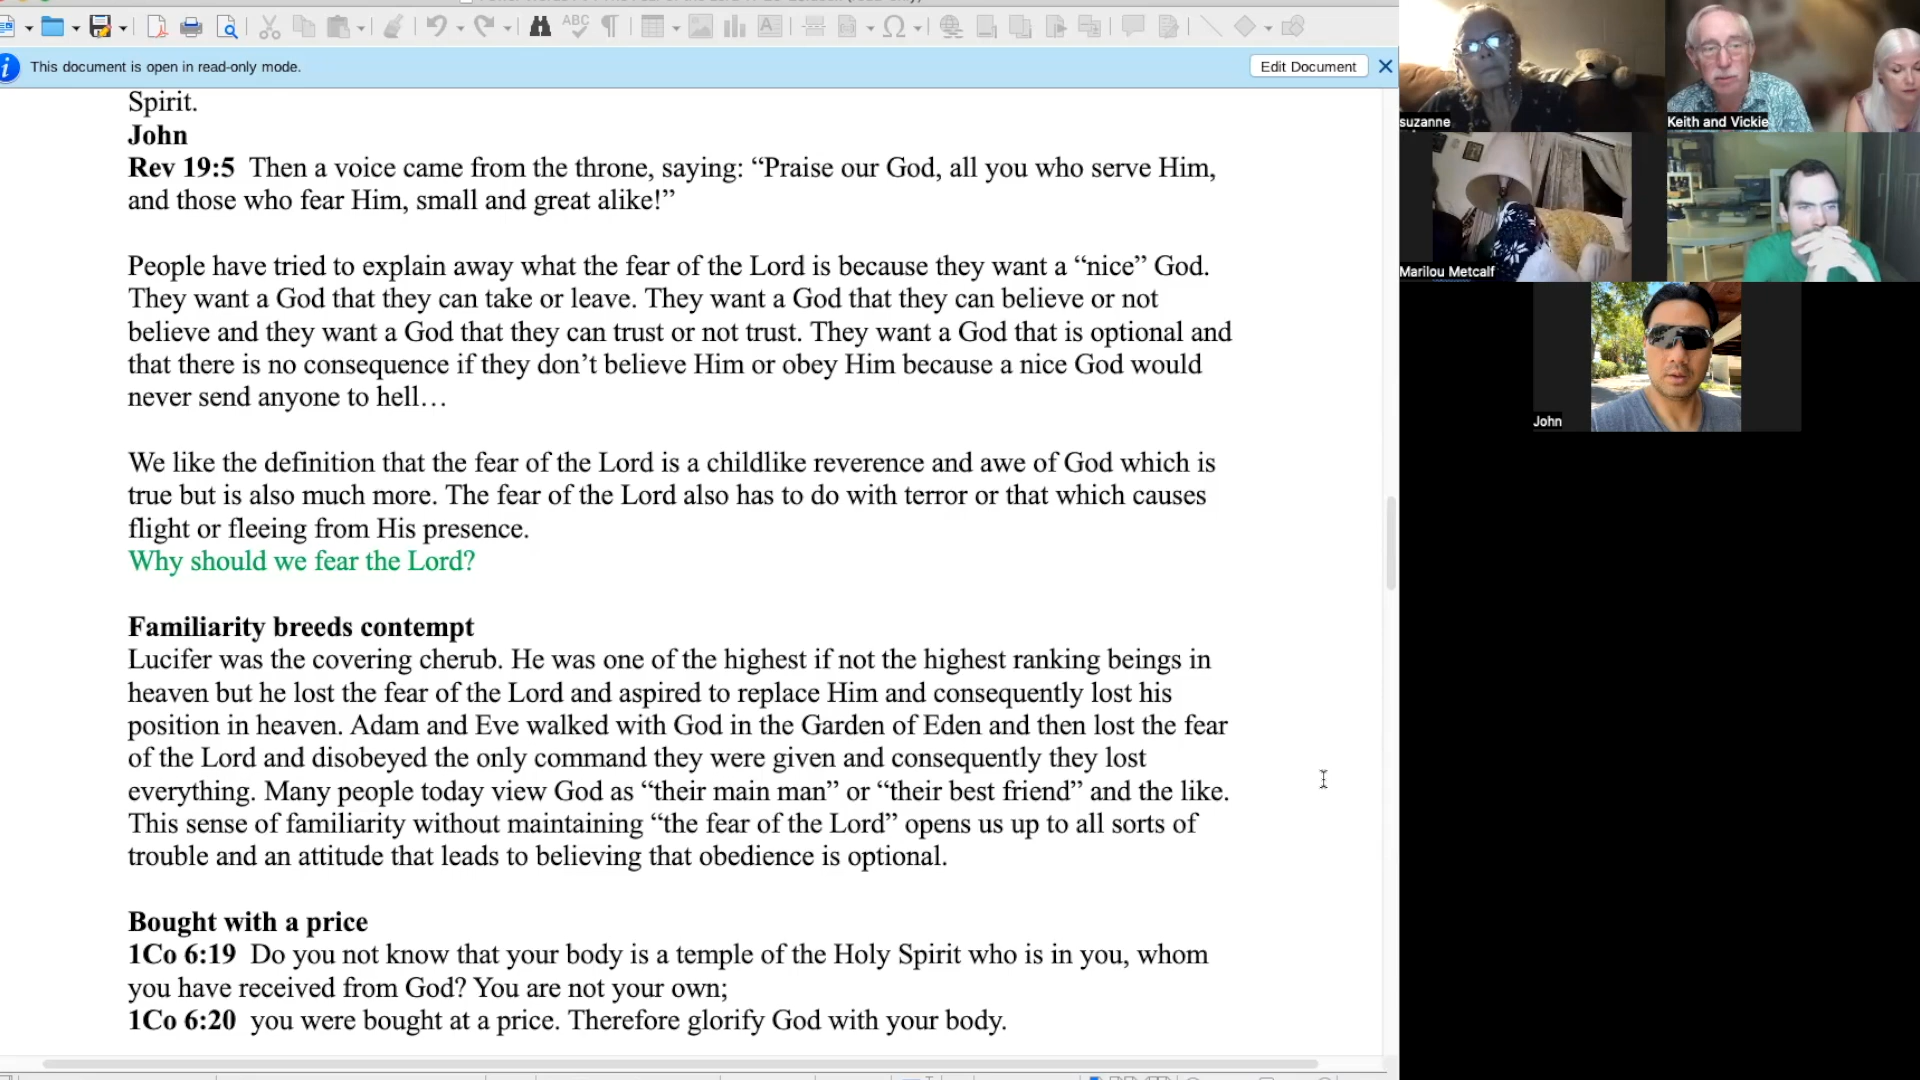 This document is open in read-only mode.
Edit Document
Spirit.
John
Rev 19:5 Then a voice came from the throne, saying: “Praise our God, all you who serve Him,
and those who fear Him, small and great alike!”
People have tried to explain away what the fear of the Lord is because they want a “nice” God.
They want a God that they can take or leave. They want a God that they can believe or not
believe and they want a God that they can trust or not trust. They want a God that is optional and
that there is no consequence if they don’t believe Him or obey Him because a nice God would
never send anyone to hell…
We like the definition that the fear of the Lord is a childlike reverence and awe of God which is
true but is also much more. The fear of the Lord also has to do with terror or that which causes
flight or fleeing from His presence.
Why should we fear the Lord?
Familiarity breeds contempt
Lucifer was the covering cherub. He was one of the highest if not the highest ranking beings in
heaven but he lost the fear of the Lord and aspired to replace Him and consequently lost his
position in heaven. Adam and Eve walked with God in the Garden of Eden and then lost the fear
of the Lord and disobeyed the only command they were given and consequently they lost
everything. Many people today view God as “their main man” or “their best friend” and the like.
This sense of familiarity without maintaining “the fear of the Lord” opens us up to all sorts of
trouble and an attitude that leads to believing that obedience is optional.
Bought with a price
1Co 6:19 Do you not know that your body is a temple of the Holy Spirit who is in you, whom
you have received from God? You are not your own;
1Co 6:20 you were bought at a price. Therefore glorify God with your body.
suzanne
Keith and Vickie
Marilou Metcalf
John